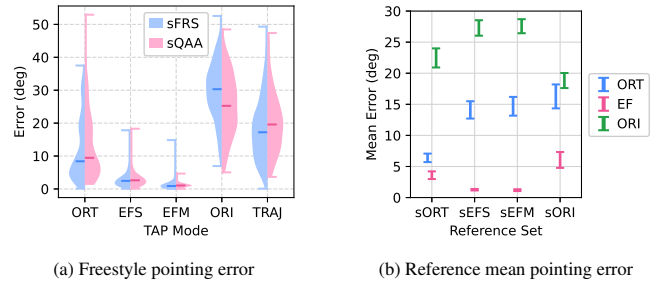 50
40
30
20
10
0
Error (deg)
sFRS
sQAA
ORT EFS EFM ORI TRAJ
TAP Mode
(a) Freestyle pointing error
30
25
20
15
10
5
0
Mean Error (deg)
sORT sEFS sEFM sORI
Reference Set
ORT
EF
ORI
(b) Reference mean pointing error